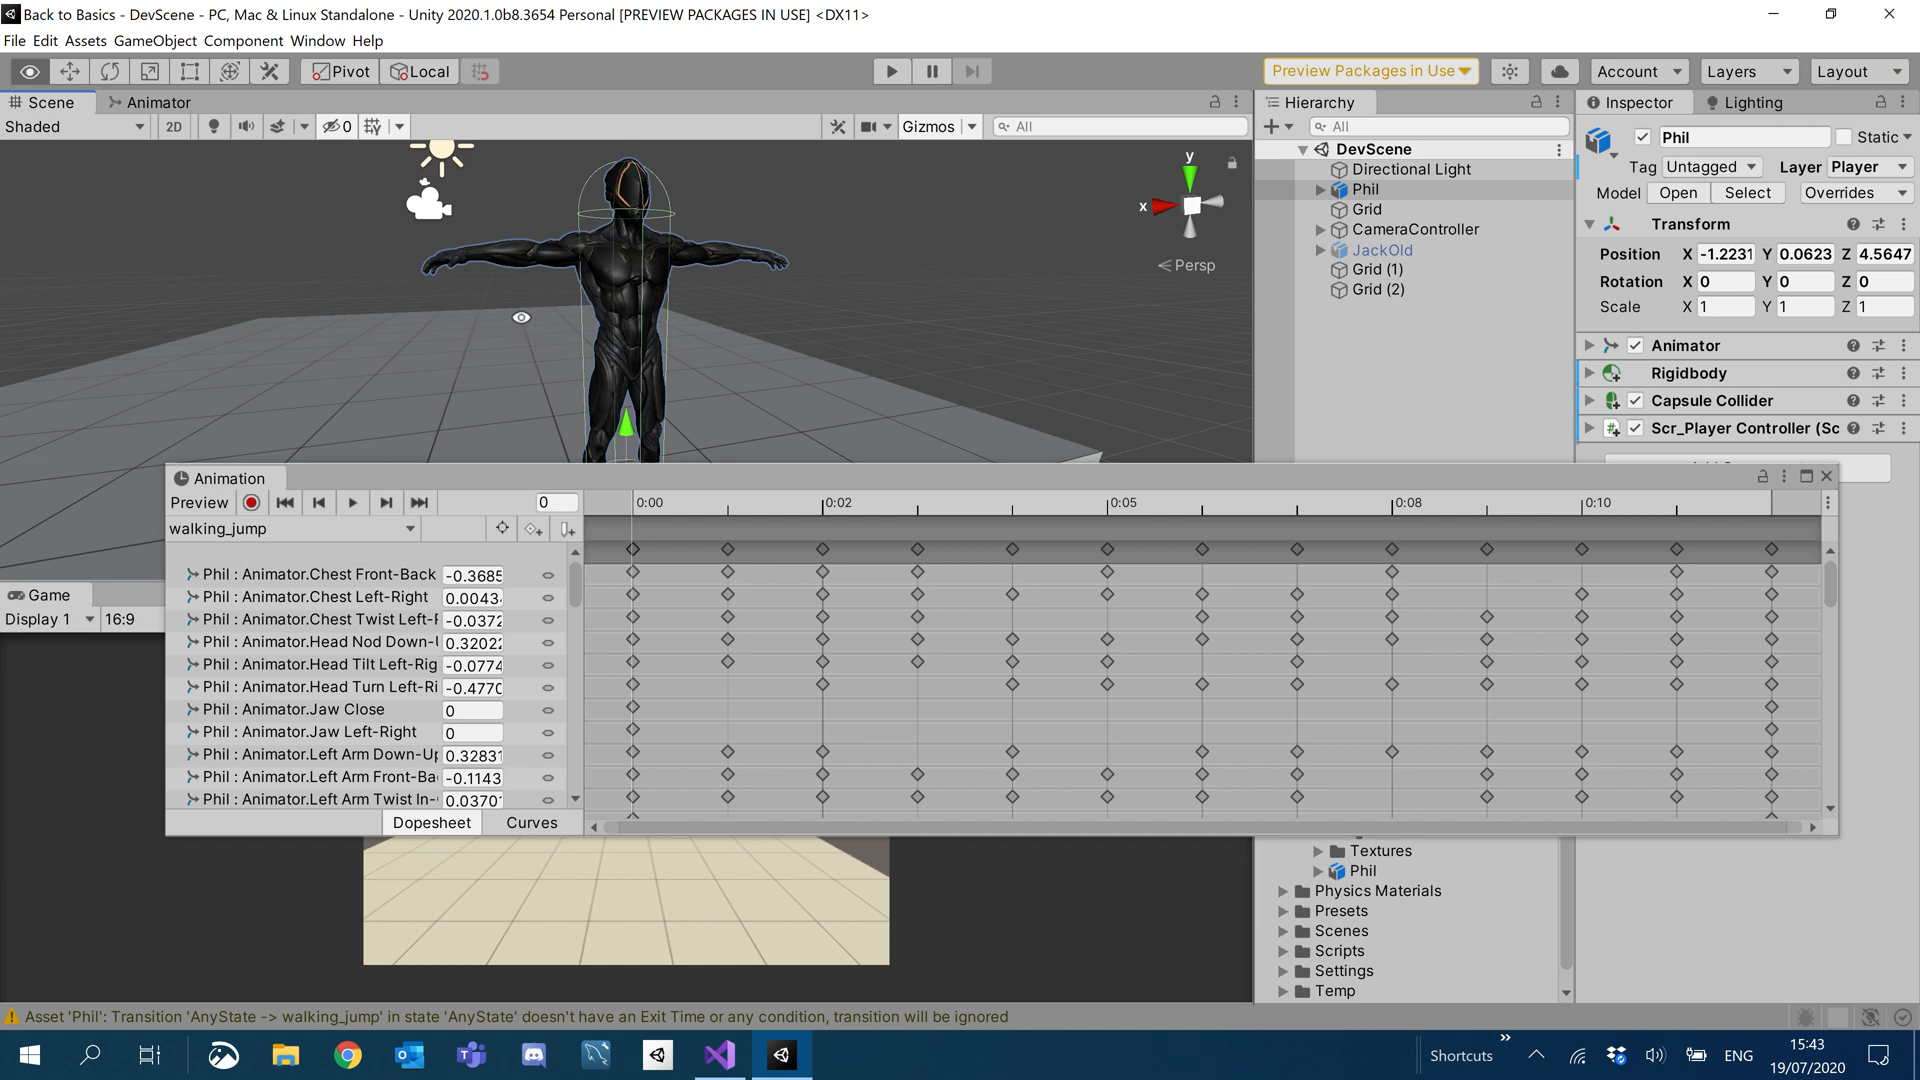 Back to Basics - DevScene - PC, Mac & Linux Standalone - Unity 2020.1.0b8.3654 Personal [PREVIEW PACKAGES IN USE] <DX11>
File Edit Assets GameObject Component Window Help
Pivot Local Preview Packages in Use Account Layers Layout
Scene Animator Hierarchy Inspector Lighting
Shaded 2D 0 Gizmos All All
Phil Static
DevScene
Tag Untagged Layer Player
Directional Light
Phil
Model Open Select Overrides
Grid
Transform
CameraController
JackOld
Position X -1.2231 Y 0.0623 Z 4.5647
Grid (1)
Rotation X 0 Y 0 Z 0
Grid (2)
Scale X 1 Y 1 Z 1
y
x
Persp
Animator
Rigidbody
Capsule Collider
Scr_Player Controller (Sc
Animation
Preview 0 0:00 0:02 0:05 0:08 0:10
walking_jump
Phil : Animator.Chest Front-Back -0.3685
Phil : Animator.Chest Left-Right 0.0043
Phil : Animator.Chest Twist Left- -0.0372
Phil : Animator.Head Nod Down- 0.32022
Phil : Animator.Head Tilt Left-Rig -0.0774
Phil : Animator.Head Turn Left-Ri -0.4770
Phil : Animator.Jaw Close 0
Phil : Animator.Jaw Left-Right 0
Phil : Animator.Left Arm Down-Up 0.32831
Phil : Animator.Left Arm Front-Ba -0.1143
Phil : Animator.Left Arm Twist In- 0.0370
Dopesheet Curves
Game
Display 1 16:9
Textures
Phil
Physics Materials
Presets
Scenes
Scripts
Settings
Temp
Asset 'Phil': Transition 'AnyState -> walking_jump' in state 'AnyState' doesn't have an Exit Time or any condition, transition will be ignored
Shortcuts ENG 15:43
19/07/2020